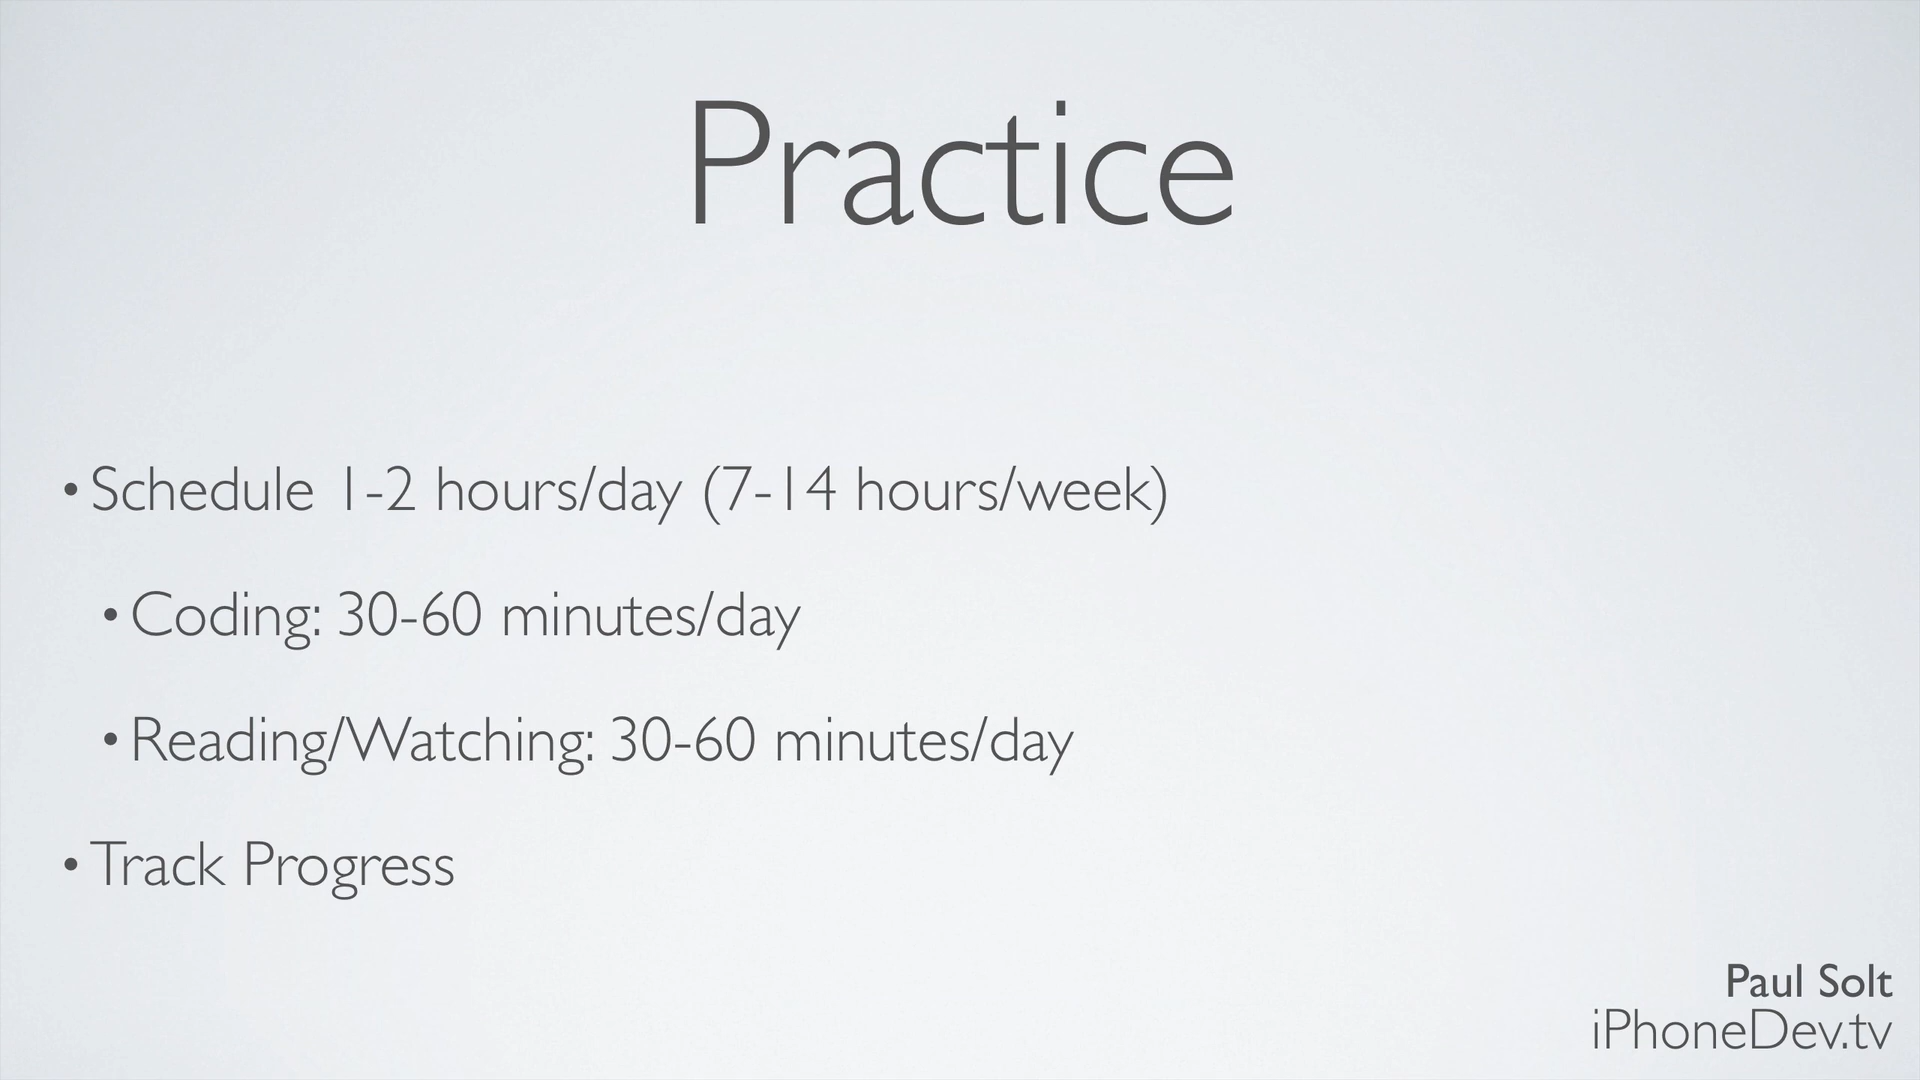 Practice
• Schedule 1-2 hours/day (7-14 hours/week)
• Coding: 30-60 minutes/day
• Reading/Watching: 30-60 minutes/day
• Track Progress
Paul Solt
iPhoneDev.tv